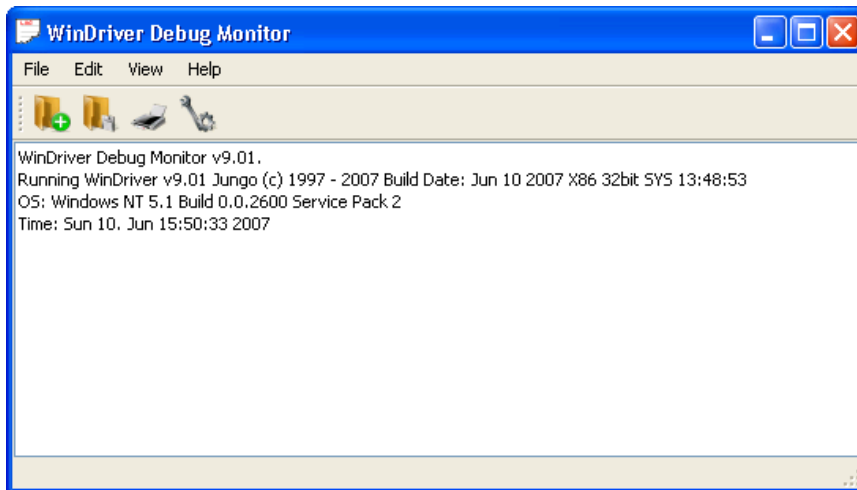 WinDriver Debug Monitor
File Edit View Help
WinDriver Debug Monitor v9.01.
Running WinDriver v9.01 Jungo (c) 1997 - 2007 Build Date: Jun 10 2007 X86 32bit SYS 13:48:53
OS: Windows NT 5.1 Build 0.0.2600 Service Pack 2
Time: Sun 10. Jun 15:50:33 2007